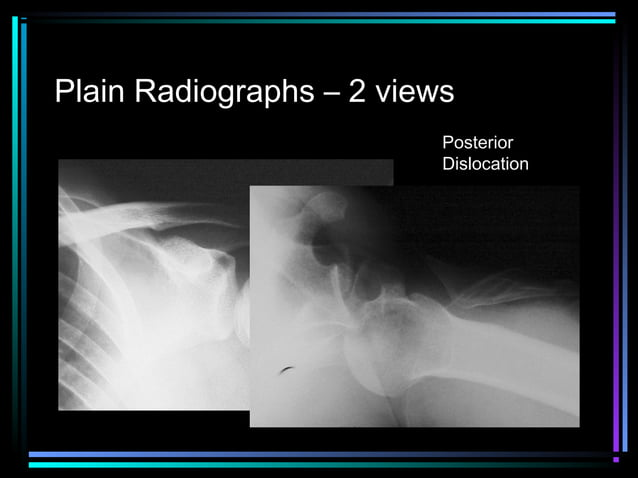 Plain Radiographs – 2 views
Posterior
Dislocation